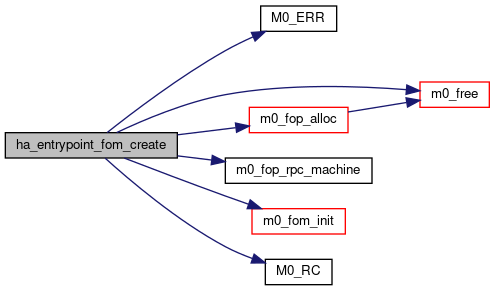 M0_ERR
m0_free
m0_fop_alloc
ha_entrypoint_fom_create
m0_fop_rpc_machine
m0_fom_init
M0_RC